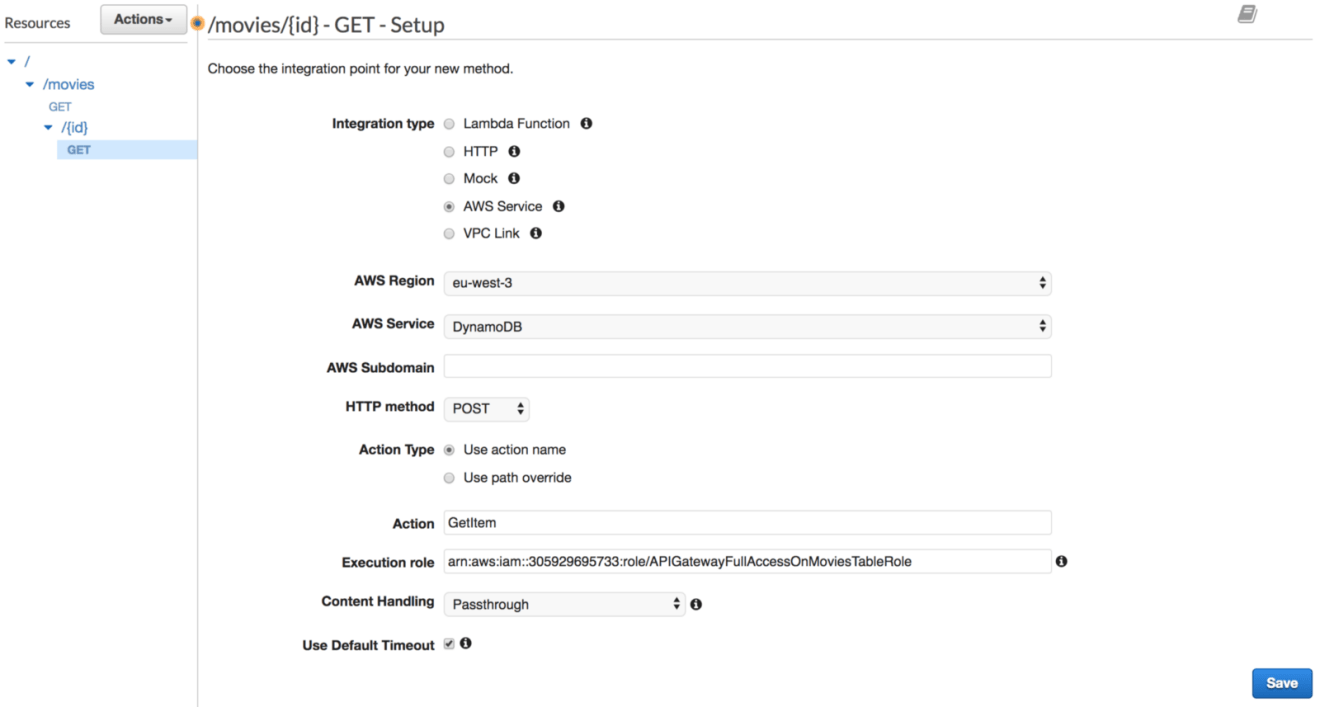 Resources
Actions
/movies/{id} - GET - Setup
/
/movies
GET
/{id}
GET
Choose the integration point for your new method.
Integration type
Lambda Function
HTTP
Mock
AWS Service
VPC Link
AWS Region
eu-west-3
AWS Service
DynamoDB
AWS Subdomain
HTTP method
POST
Action Type
Use action name
Use path override
Action
GetItem
Execution role
arn:aws:iam::305929695733:role/APIGatewayFullAccessOnMoviesTableRole
Content Handling
Passthrough
Use Default Timeout
Save